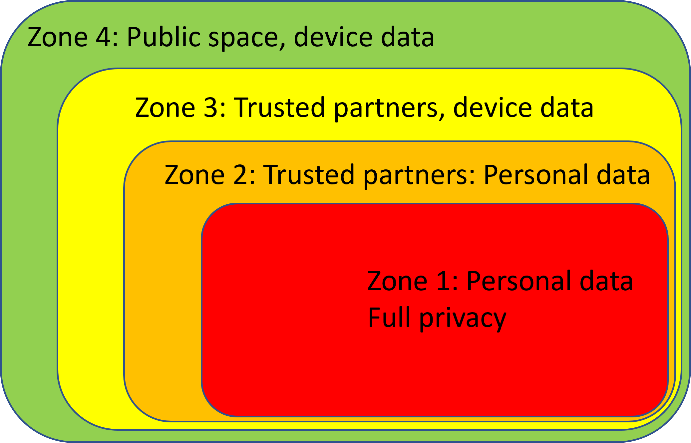 Zone 4: Public space, device data
Zone 3: Trusted partners, device data
Zone 2: Trusted partners: Personal data
Zone 1: Personal data
Full privacy